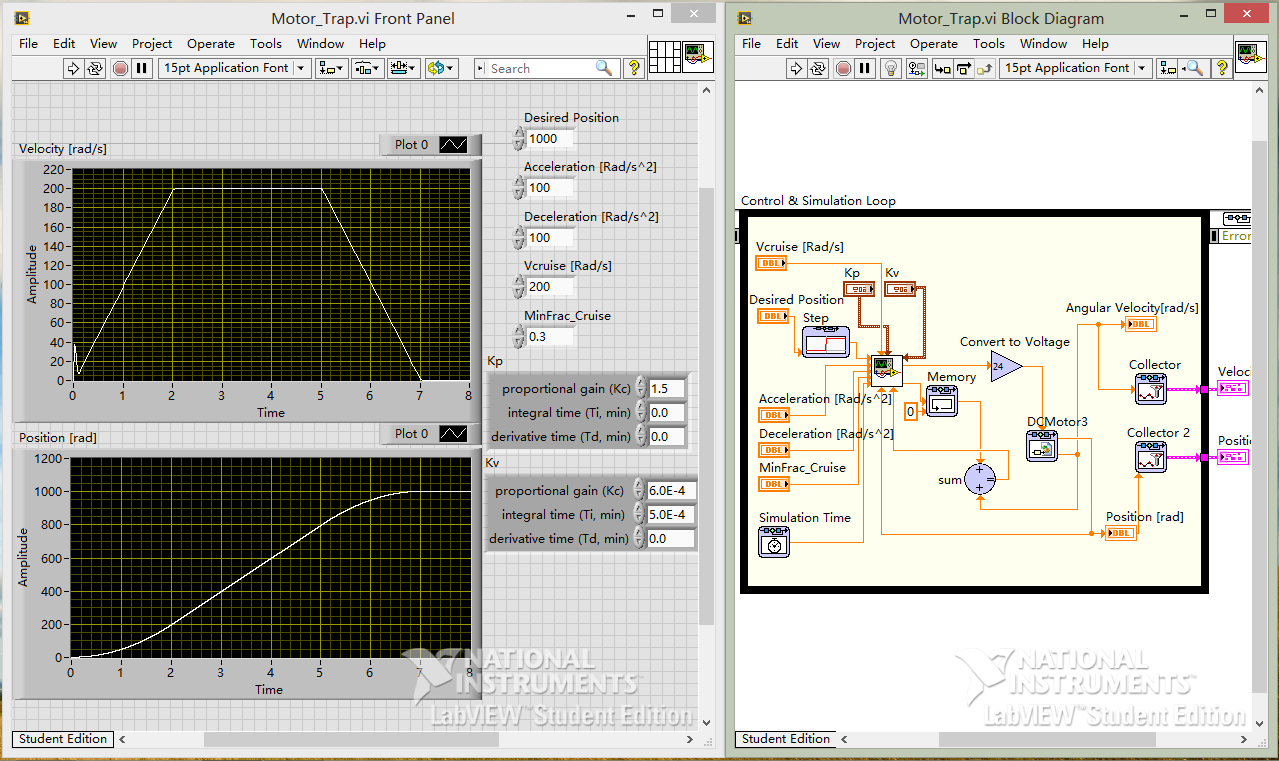 Motor_Trap.vi Front Panel
File Edit View Project Operate Tools Window Help
15pt Application Font
Search
Velocity [rad/s]
Plot 0
220
200
180
160
140
120
100
80
60
40
20
0
Amplitude
0 1 2 3 4 5 6 7 8
Time
Position [rad]
Plot 0
1200
1000
800
600
400
200
0
Amplitude
0 1 2 3 4 5 6 7 8
Time
Desired Position
1000
Acceleration [Rad/s^2]
100
Deceleration [Rad/s^2]
100
Vcruise [Rad/s]
200
MinFrac_Cruise
0.3
Kp
proportional gain (Kc) 1.5
integral time (Ti, min) 0.0
derivative time (Td, min) 0.0
Kv
proportional gain (Kc) 6.0E-4
integral time (Ti, min) 5.0E-4
derivative time (Td, min) 0.0
NATIONAL
INSTRUMENTS™
LabVIEW™ Student Edition
Student Edition
Motor_Trap.vi Block Diagram
File Edit View Project Operate Tools Window Help
15pt Application Font
Control & Simulation Loop
Error
Vcruise [Rad/s]
DBL
Kp Kv
Desired Position
DBL
Step
Angular Velocity[rad/s]
DBL
Convert to Voltage
24
Collector
Veloc
Memory
0
Acceleration [Rad/s^2]
DBL
DCMotor3
Deceleration [Rad/s^2]
DBL
Collector 2
Positi
MinFrac_Cruise
DBL
sum
Simulation Time
Position [rad]
DBL
NATIONAL
INSTRUMENTS™
LabVIEW™ Student Edition
Student Edition